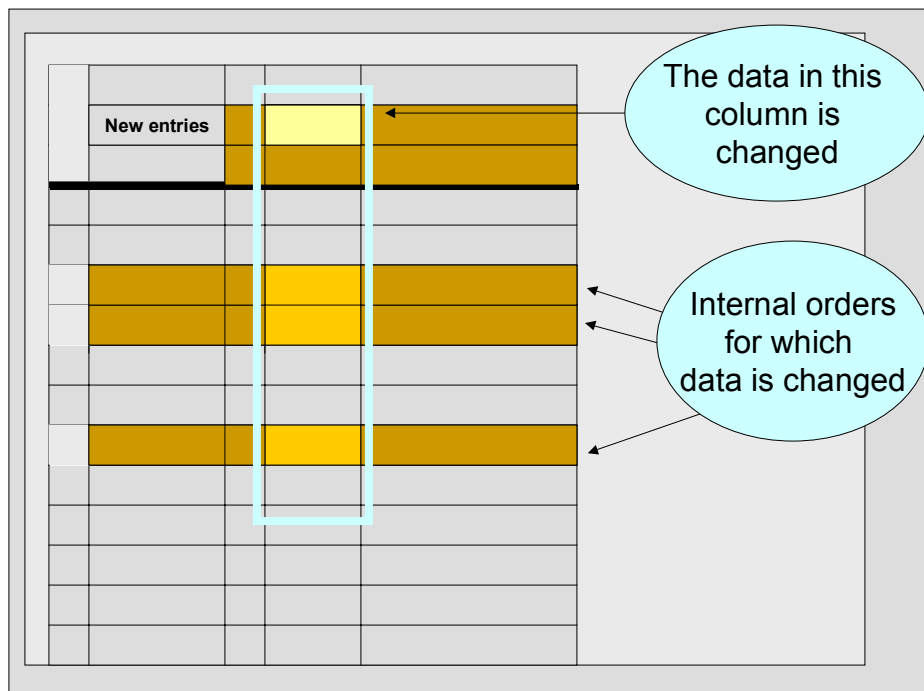 The data in this
column is
changed
New entries
Internal orders
for which
data is changed